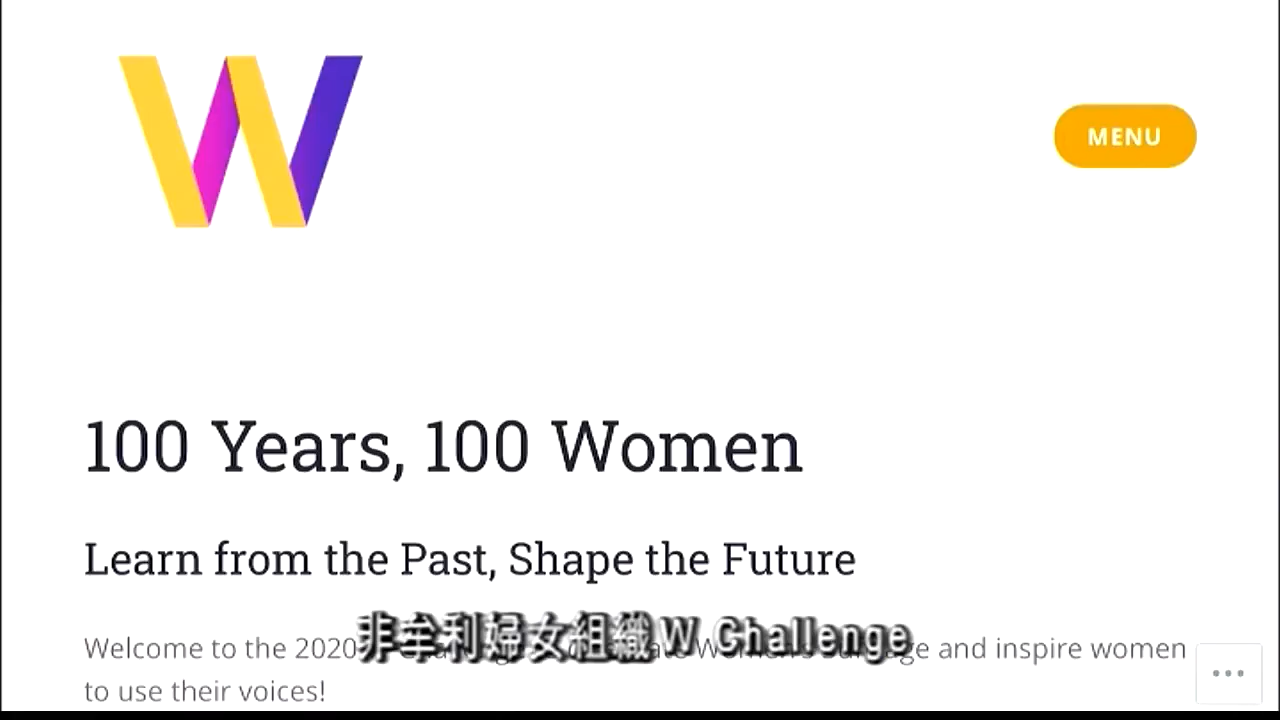 W
MENU
100 Years, 100 Women
Learn from the Past, Shape the Future
非牟利婦女組織W Challenge
Welcome to the 2020 and inspire women
to use their voices!